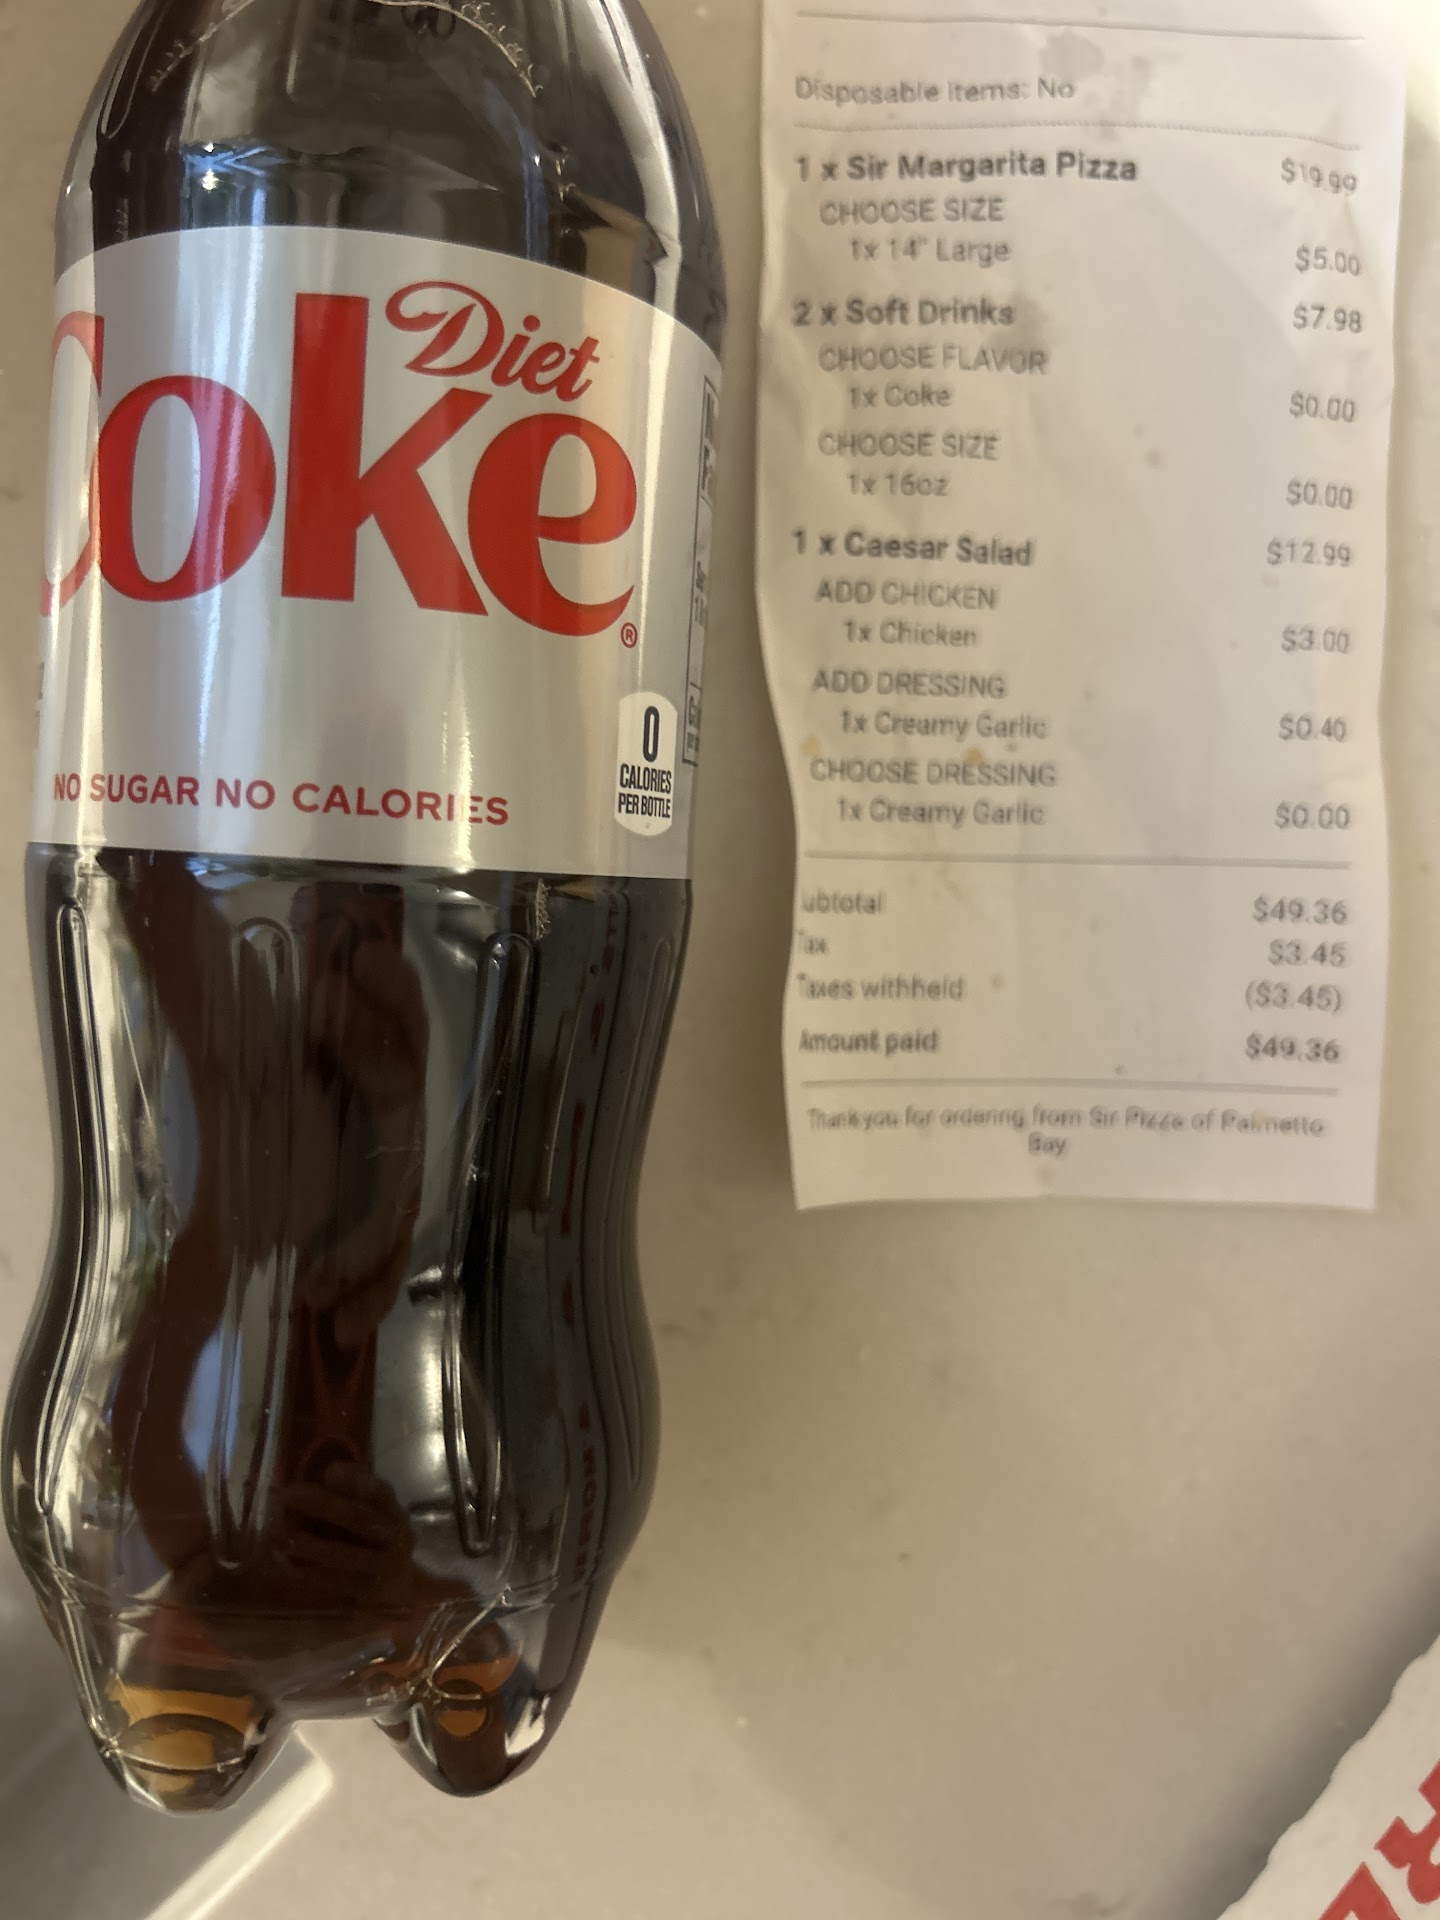 Diet
Coke®
NO SUGAR NO CALORIES
0
CALORIES
PER BOTTLE
Disposable items: No
1 x Sir Margarita Pizza $19.99
CHOOSE SIZE
1x 14" Large $5.00
2 x Soft Drinks $7.98
CHOOSE FLAVOR
1x Coke $0.00
CHOOSE SIZE
1x 16oz $0.00
1 x Caesar Salad $12.99
ADD CHICKEN
1x Chicken $3.00
ADD DRESSING
1x Creamy Garlic $0.40
CHOOSE DRESSING
1x Creamy Garlic $0.00
ubtotal $49.36
Tax $3.45
Taxes withheld ($3.45)
Amount paid $49.36
Thank you for ordering from Sir Pizza of Palmetto
Bay